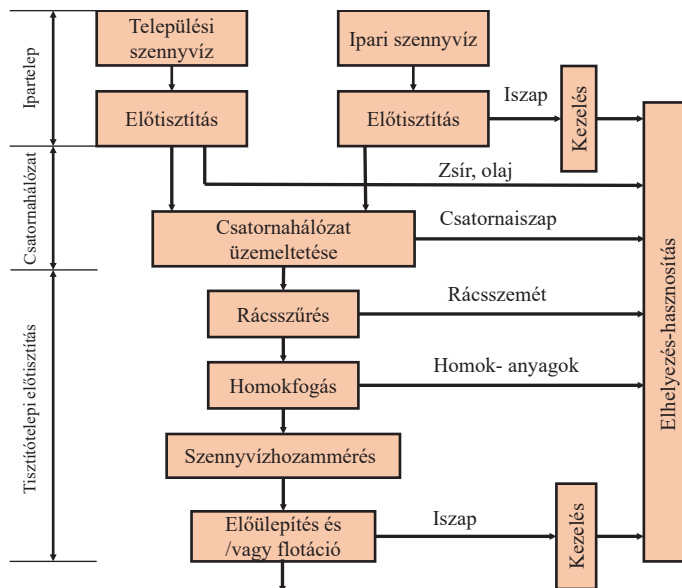 Települési
szennyvíz
Ipari szennyvíz
Ipartelep
Előtisztítás
Előtisztítás
Iszap
Kezelés
Zsír, olaj
Csatornahálózat
Csatornahálózat
üzemeltetése
Csatornaiszap
Elhelyezés-hasznosítás
Rácsszűrés
Rácsszemét
Tisztítótelepi előtisztítás
Homokfogás
Homok- anyagok
Szennyvízhozammérés
Előülepítés és
/vagy flotáció
Iszap
Kezelés